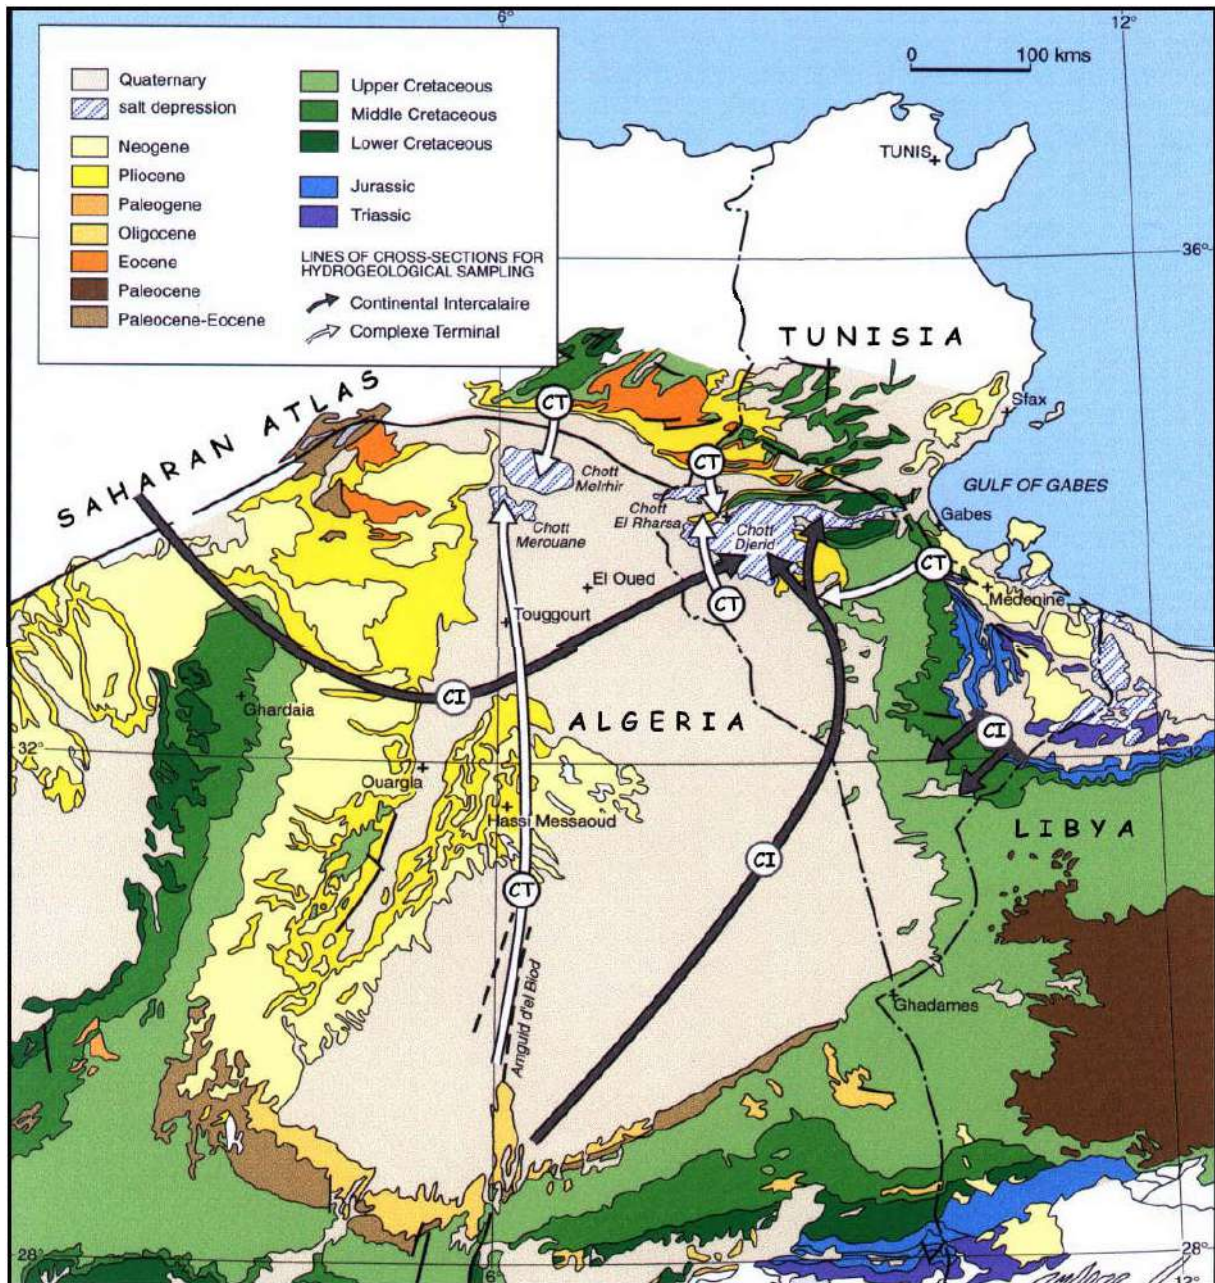 6°
12°
0 100 kms
Quaternary
salt depression
Neogene
Pliocene
Paleogene
Oligocene
Eocene
Paleocene
Paleocene-Eocene
Upper Cretaceous
Middle Cretaceous
Lower Cretaceous
Jurassic
Triassic
LINES OF CROSS-SECTIONS FOR
HYDROGEOLOGICAL SAMPLING
Continental Intercalaire
Complexe Terminal
TUNIS
36°
36°
TUNISIA
SAHARAN ATLAS
CT
Sfax
CT
Chott
Melrhir
GULF OF GABES
Chott
El Rharsa
Gabes
Chott
Merouane
Chott
Djerid
CT
El Oued
CT
Medenine
Touggourt
CI
Ghardaia
ALGERIA
CI
32°
32°
Ouargla
Hassi Messaoud
LIBYA
CI
CT
Amguid d'el Biod
Ghadames
28°
28°
6°
12°